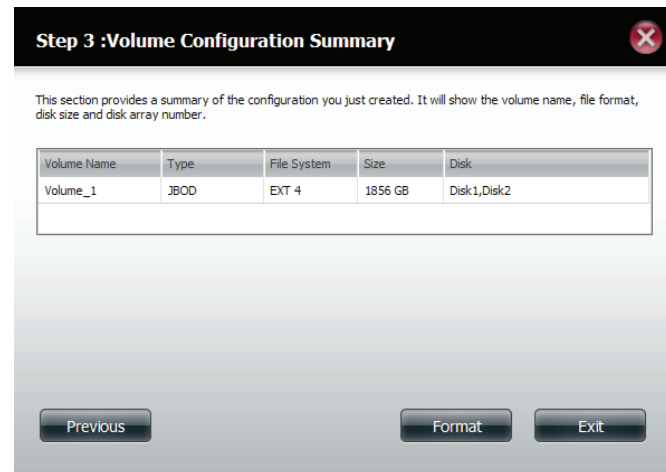 Step 3 :Volume Configuration Summary
This section provides a summary of the configuration you just created. It will show the volume name, file format,
disk size and disk array number.
Volume Name Type File System Size Disk
Volume_1 JBOD EXT 4 1856 GB Disk1,Disk2
Previous Format Exit